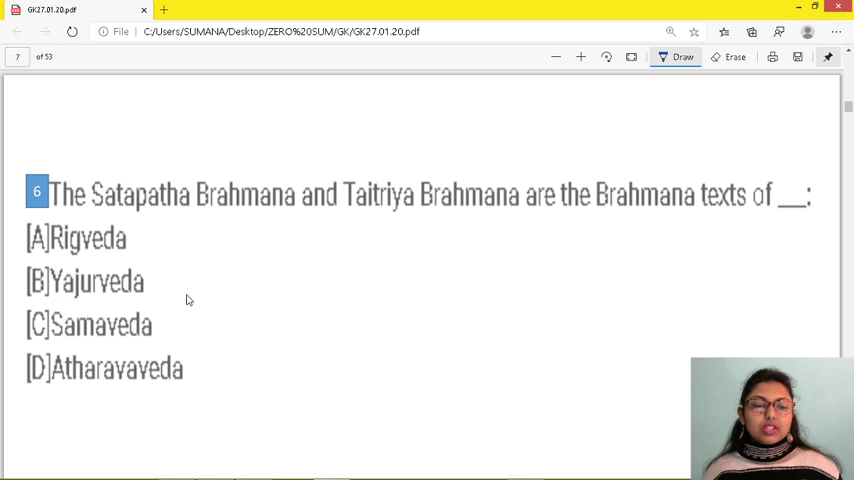 GK27.01.20.pdf
File C:/Users/SUMANA/Desktop/ZERO%20SUM/GK/GK27.01.20.pdf
7 of 53 Draw Erase
6 The Satapatha Brahmana and Taitriya Brahmana are the Brahmana texts of ___:
[A]Rigveda
[B]Yajurveda
[C]Samaveda
[D]Atharavaveda